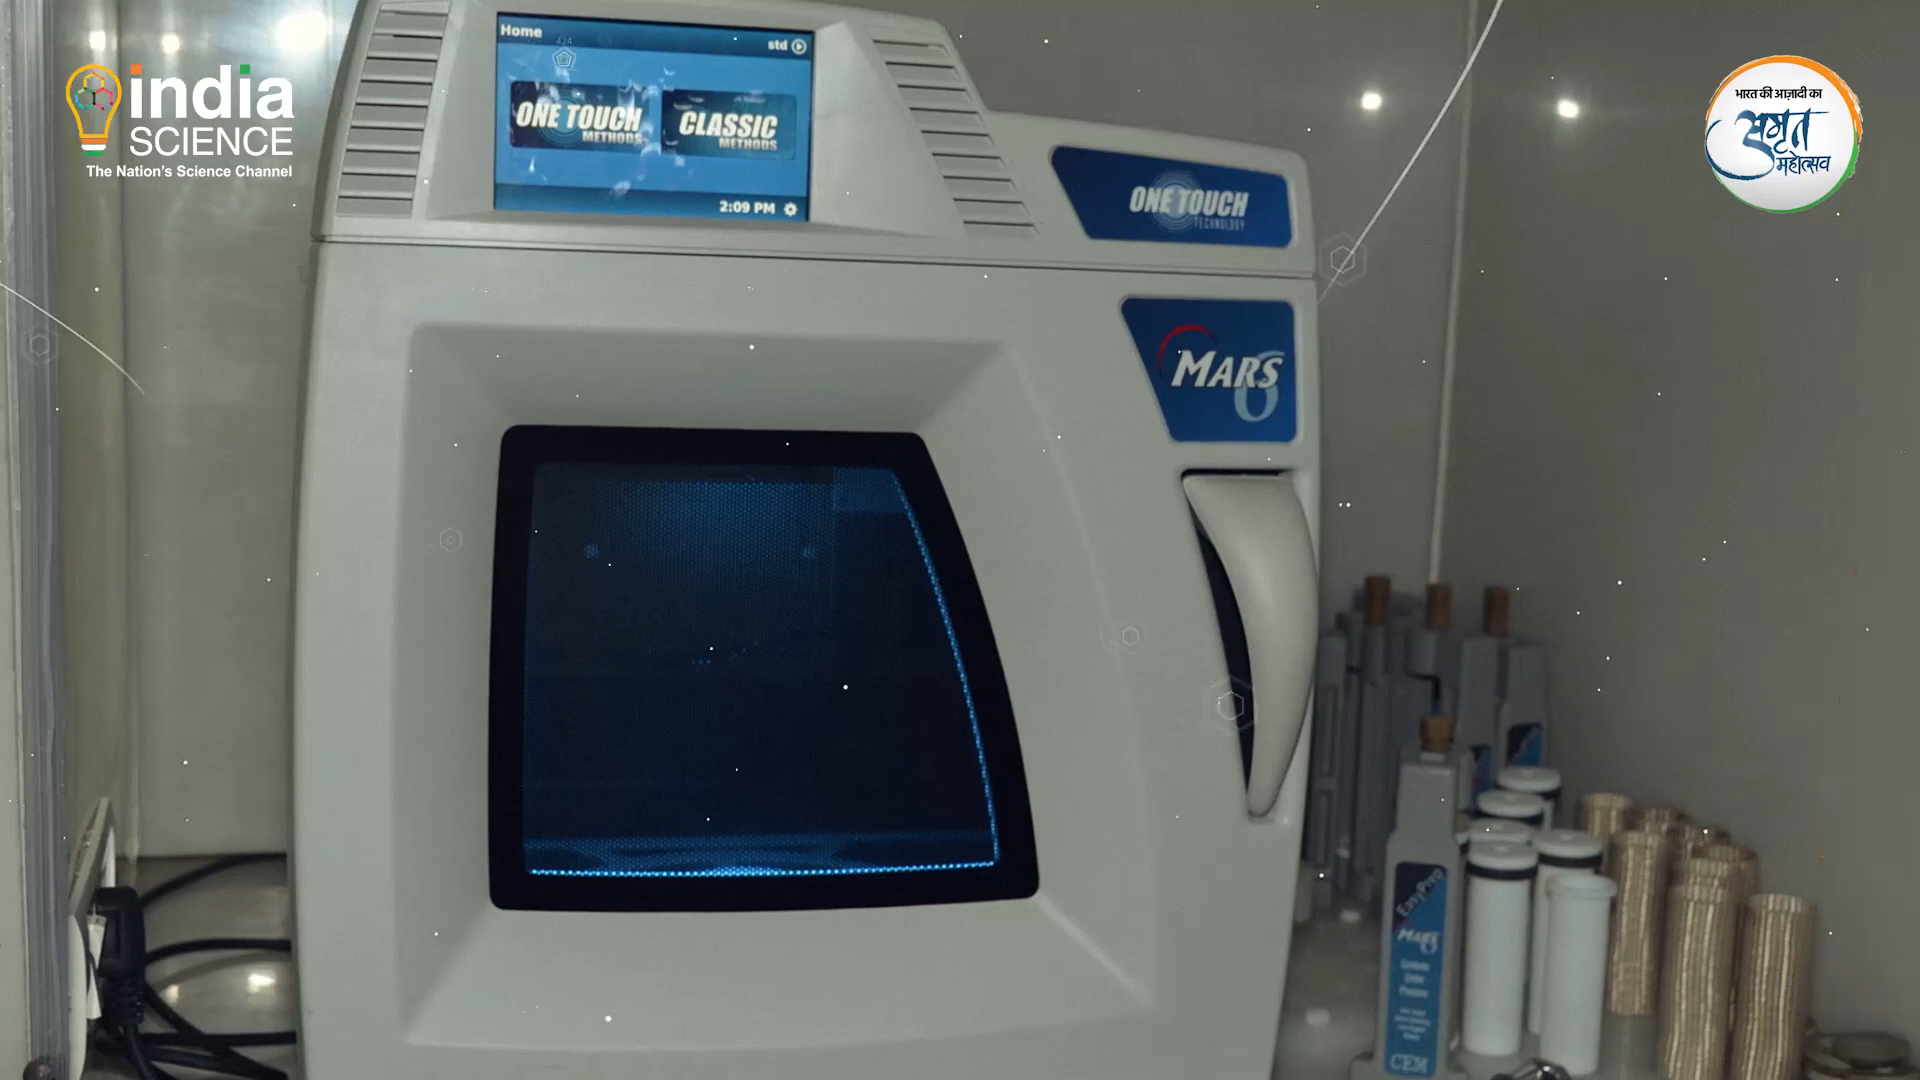 india
SCIENCE
The Nation's Science Channel
Home
std
ONE TOUCH
METHODS
CLASSIC
METHODS
2:09 PM
ONE TOUCH
TECHNOLOGY
MARS
6
भारत की आज़ादी का
अमृत
महोत्सव
EasyPrep
MARS
6
CEM